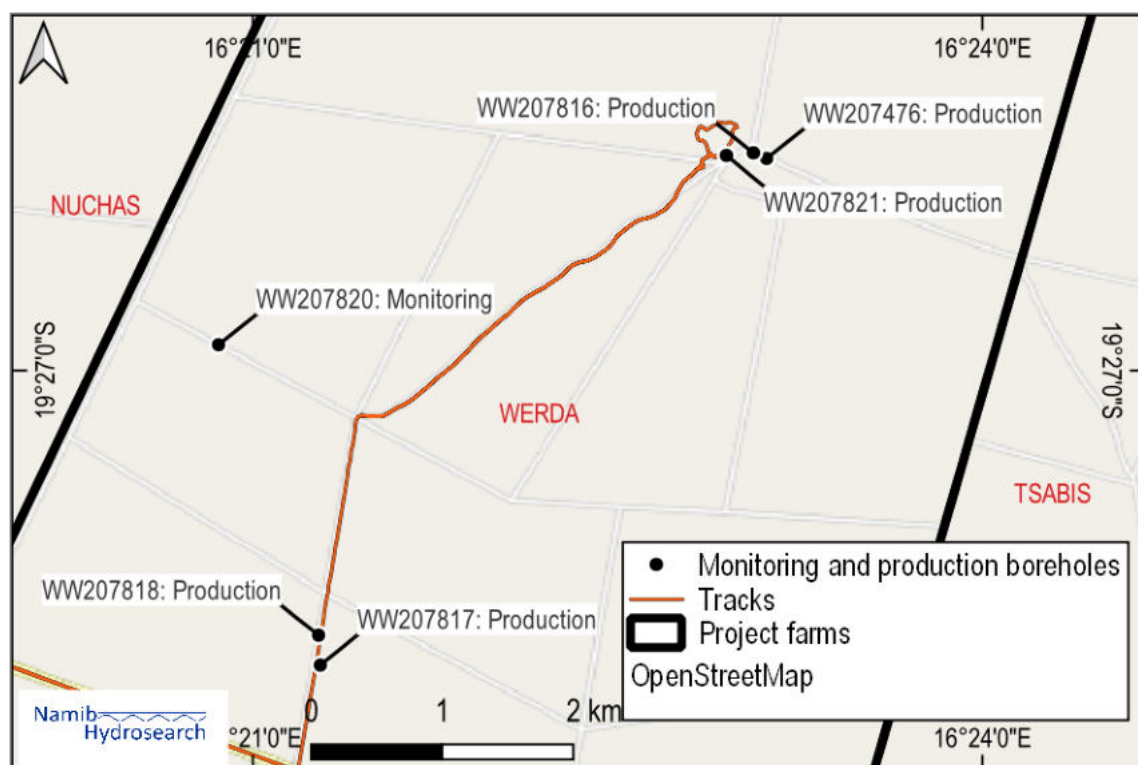 16°21'0"E
16°24'0"E
WW207816: Production
WW207476: Production
NUCHAS
WW207821: Production
WW207820: Monitoring
19°27'0"S
19°27'0"S
WERDA
TSABIS
WW207818: Production
WW207817: Production
Monitoring and production boreholes
Tracks
Project farms
OpenStreetMap
Namib
Hydrosearch
0 1 2 km
16°21'0"E
16°24'0"E